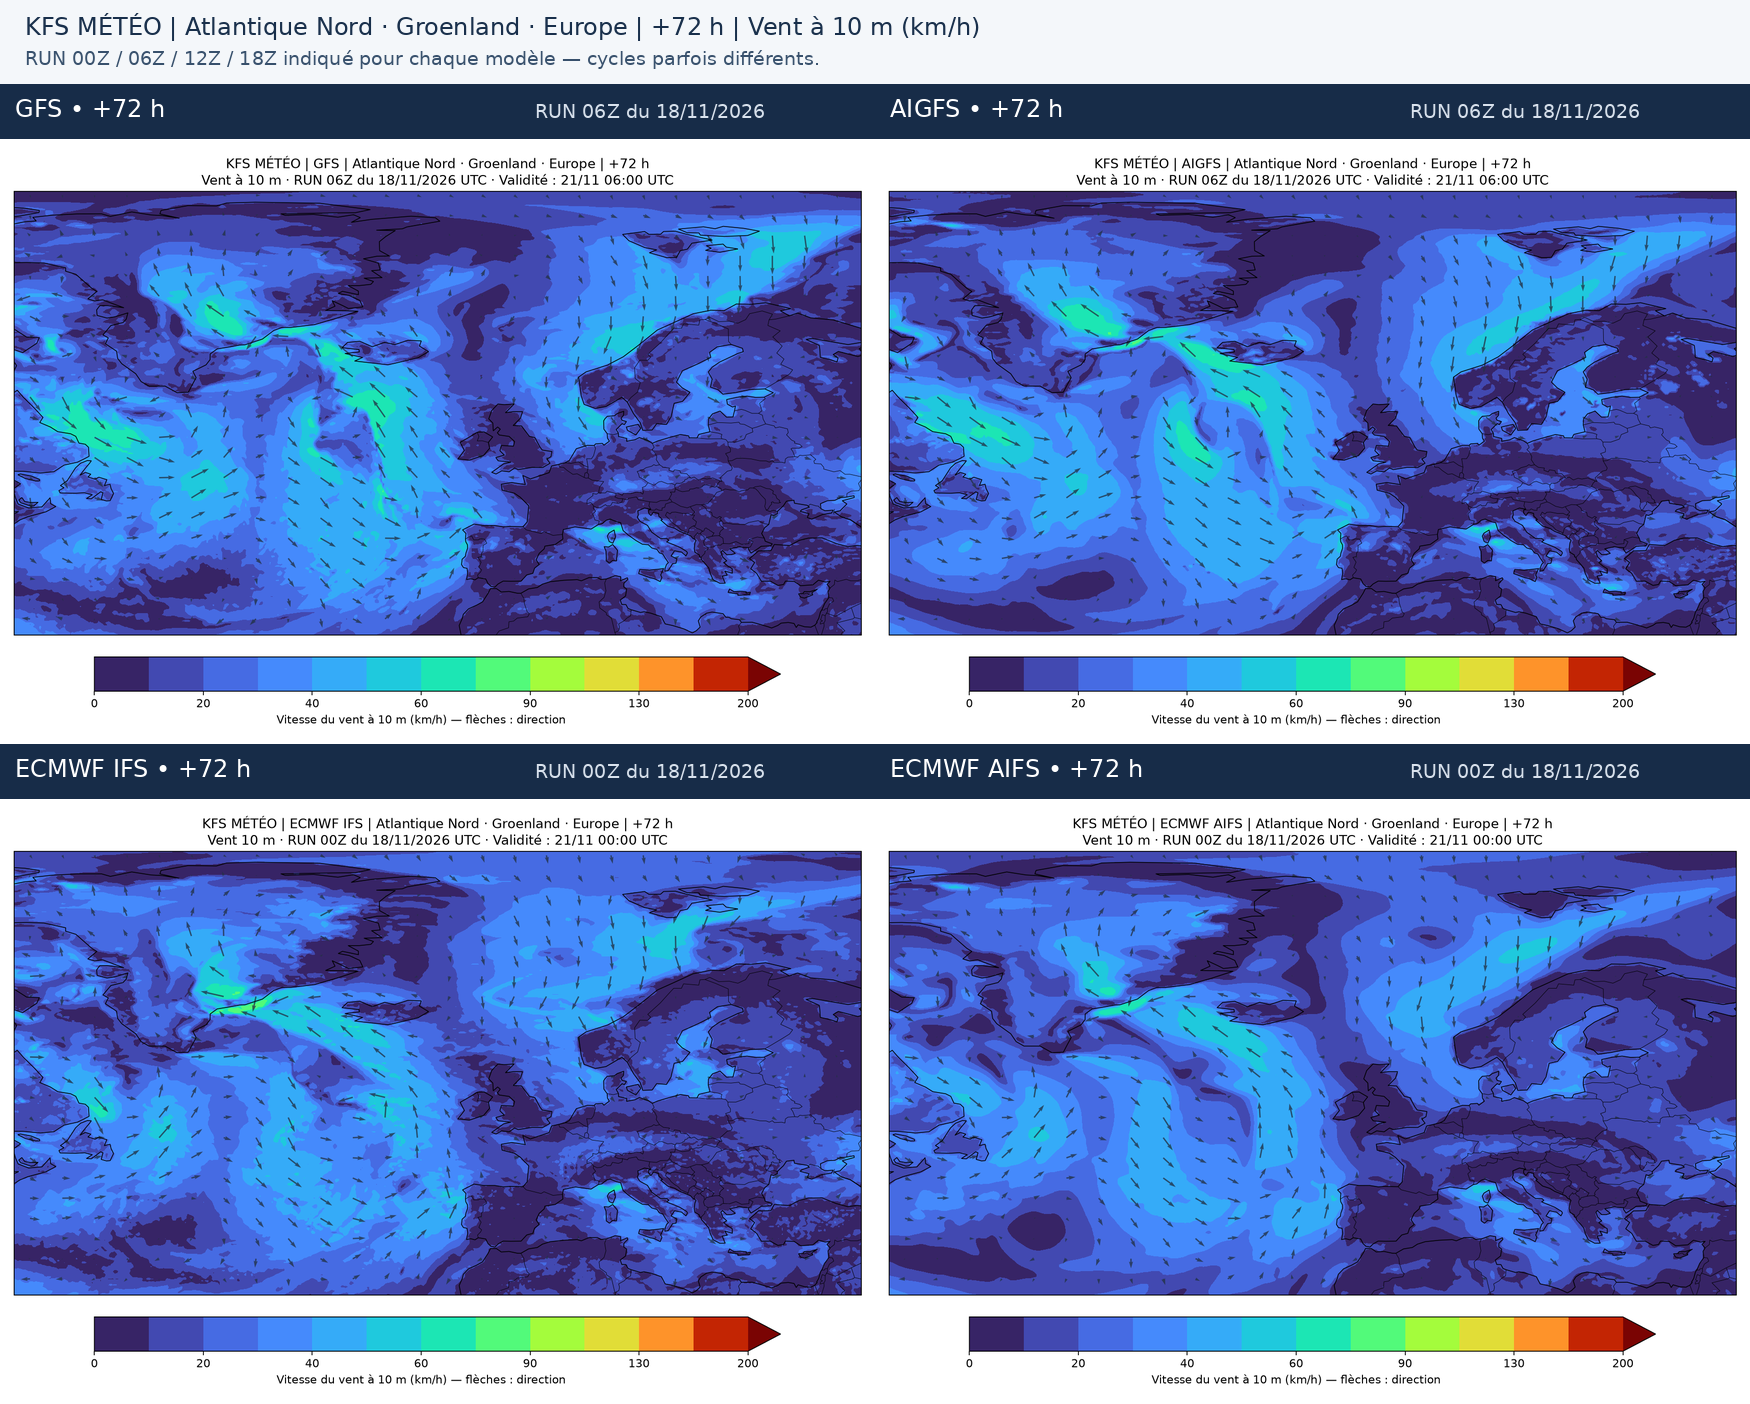 KFS MÉTÉO | Atlantique Nord · Groenland · Europe | +72 h | Vent à 10 m (km/h)
RUN 00Z / 06Z / 12Z / 18Z indiqué pour chaque modèle — cycles parfois différents.
GFS • +72 h
RUN 06Z du 18/11/2026
KFS MÉTÉO | GFS | Atlantique Nord · Groenland · Europe | +72 h
Vent à 10 m · RUN 06Z du 18/11/2026 UTC · Validité : 21/11 06:00 UTC
0 20 40 60 90 130 200
Vitesse du vent à 10 m (km/h) — flèches : direction
AIGFS • +72 h
RUN 06Z du 18/11/2026
KFS MÉTÉO | AIGFS | Atlantique Nord · Groenland · Europe | +72 h
Vent à 10 m · RUN 06Z du 18/11/2026 UTC · Validité : 21/11 06:00 UTC
0 20 40 60 90 130 200
Vitesse du vent à 10 m (km/h) — flèches : direction
ECMWF IFS • +72 h
RUN 00Z du 18/11/2026
KFS MÉTÉO | ECMWF IFS | Atlantique Nord · Groenland · Europe | +72 h
Vent 10 m · RUN 00Z du 18/11/2026 UTC · Validité : 21/11 00:00 UTC
0 20 40 60 90 130 200
Vitesse du vent à 10 m (km/h) — flèches : direction
ECMWF AIFS • +72 h
RUN 00Z du 18/11/2026
KFS MÉTÉO | ECMWF AIFS | Atlantique Nord · Groenland · Europe | +72 h
Vent 10 m · RUN 00Z du 18/11/2026 UTC · Validité : 21/11 00:00 UTC
0 20 40 60 90 130 200
Vitesse du vent à 10 m (km/h) — flèches : direction